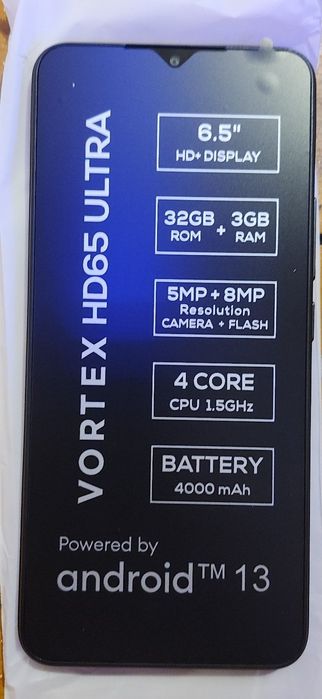 VORTEX HD65 ULTRA
6.5"
HD+ DISPLAY
32GB + 3GB
ROM RAM
5MP + 8MP
Resolution
CAMERA + FLASH
4 CORE
CPU 1.5GHz
BATTERY
4000 mAh
Powered by
android™ 13